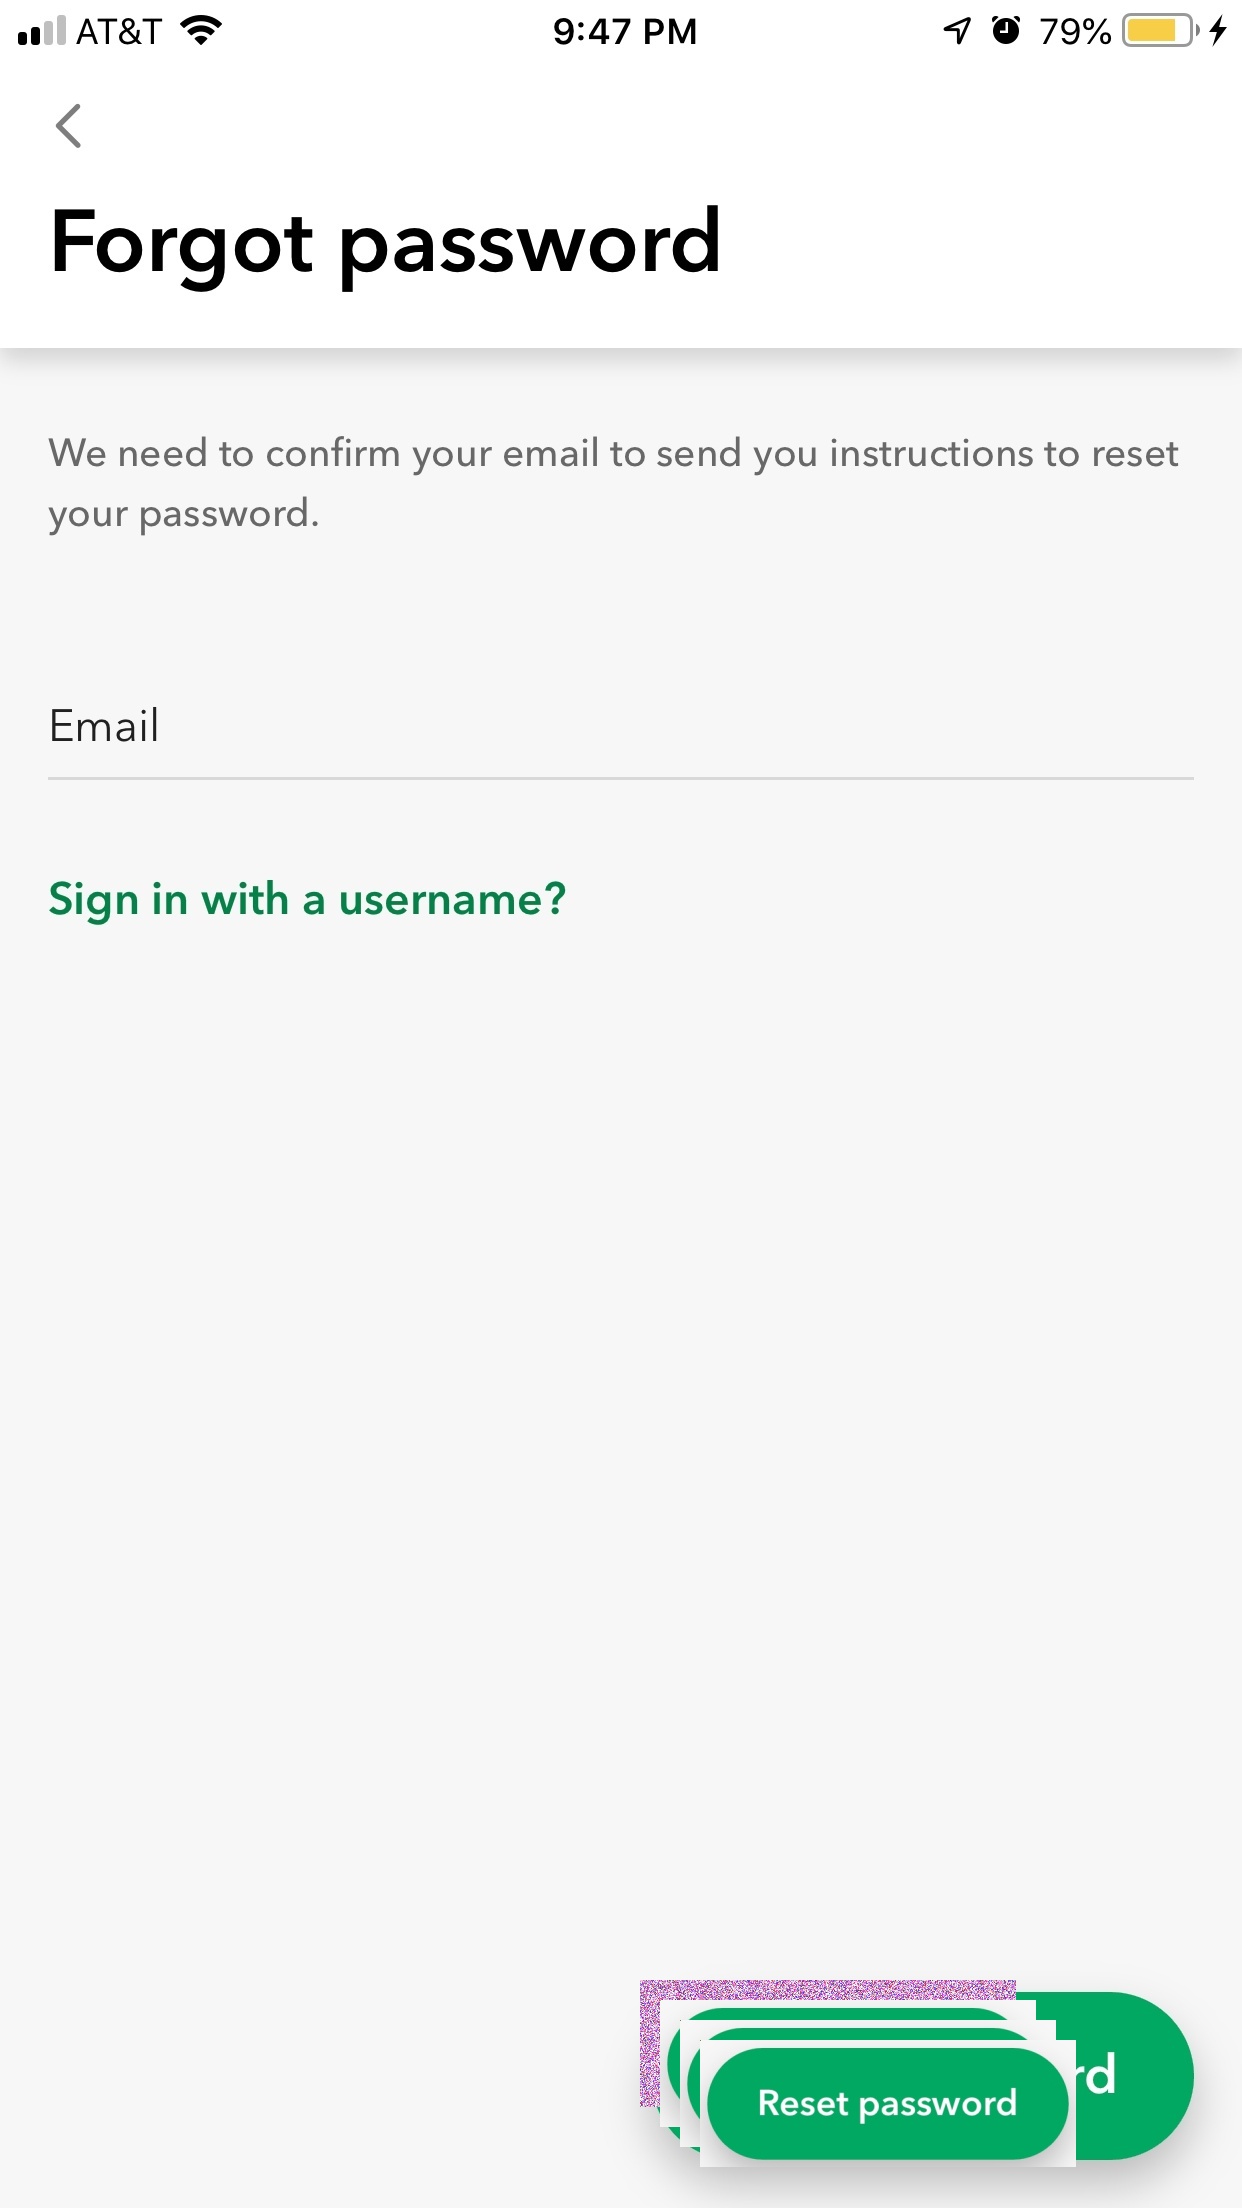 AT&T 9:47 PM 79%
Forgot password
We need to confirm your email to send you instructions to reset
your password.
Email
Sign in with a username?
Reset password
rd